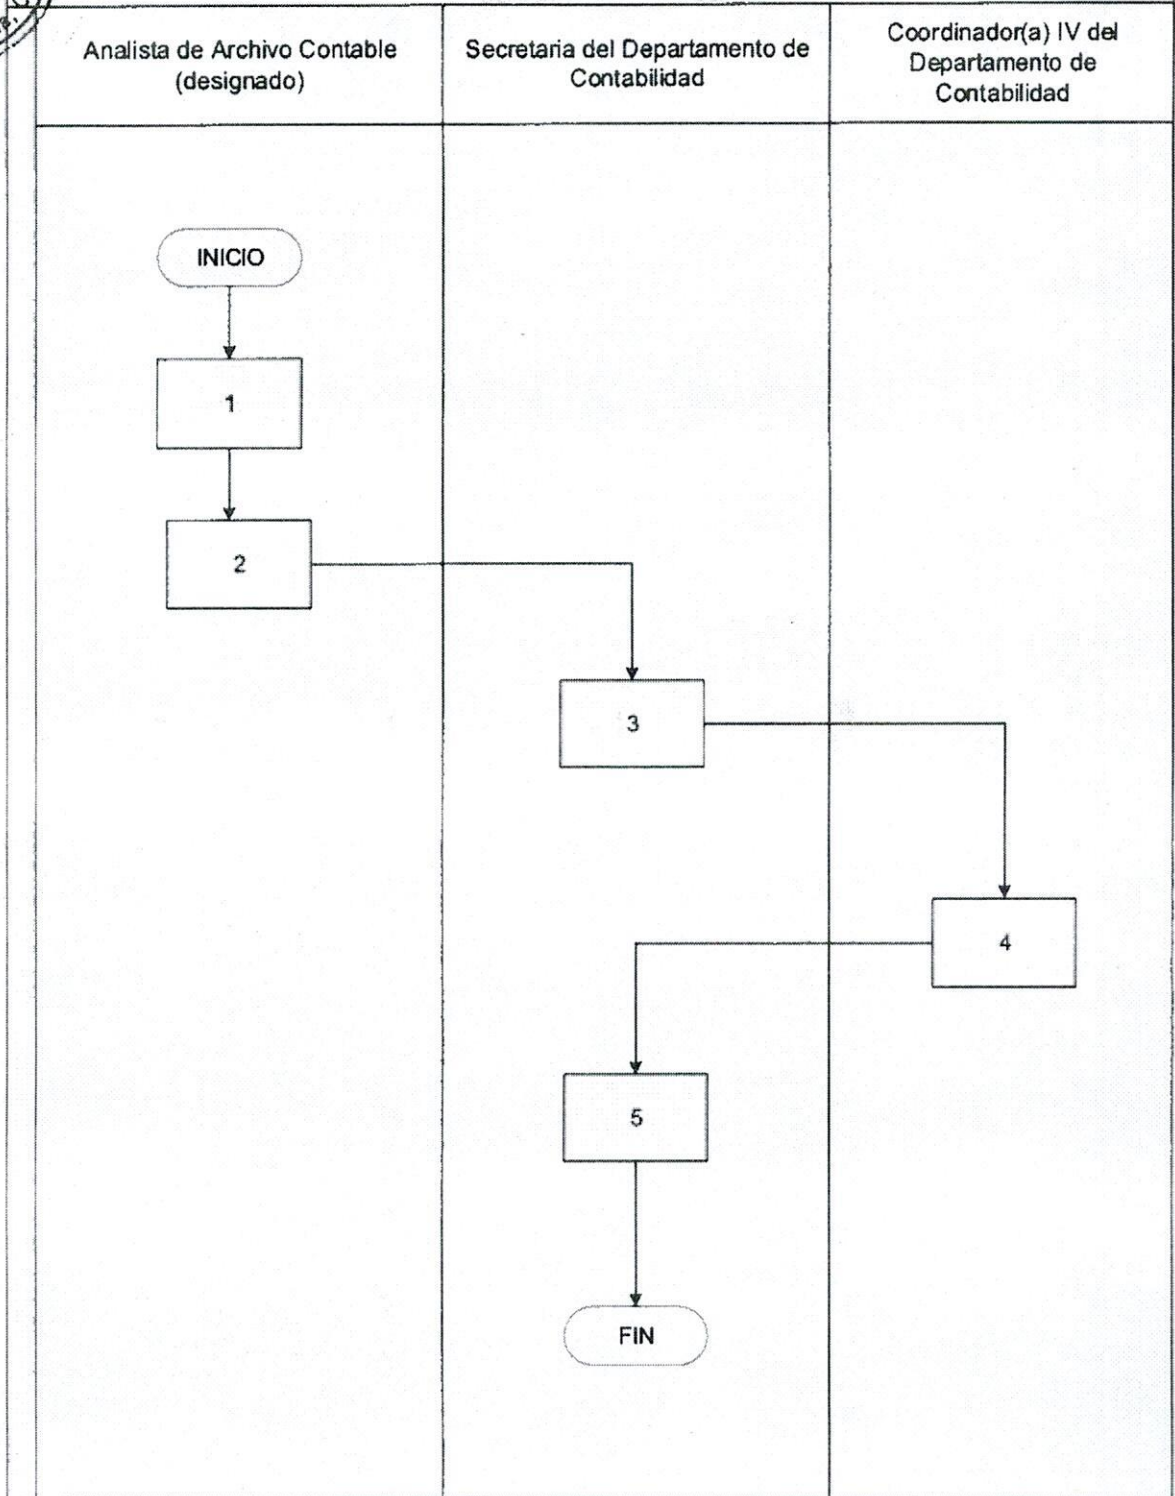 Analista de Archivo Contable
(designado)
Secretaria del Departamento de
Contabilidad
Coordinador(a) IV del
Departamento de
Contabilidad
INICIO
1
2
3
4
5
FIN